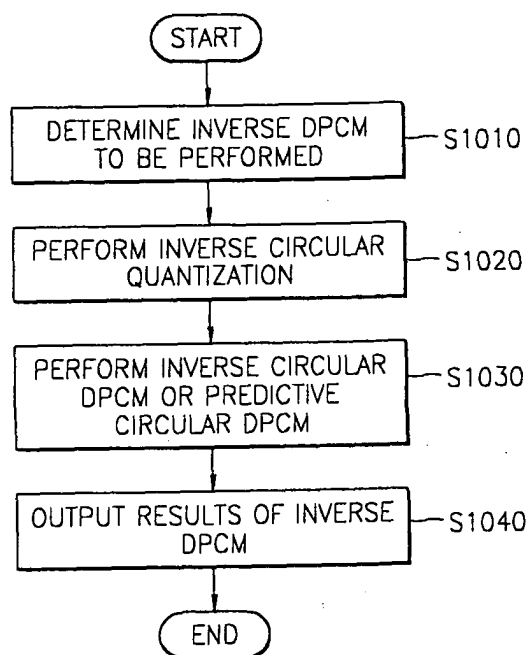 START
DETERMINE INVERSE DPCM
TO BE PERFORMED
S1010
PERFORM INVERSE CIRCULAR
QUANTIZATION
S1020
PERFORM INVERSE CIRCULAR
DPCM OR PREDICTIVE
CIRCULAR DPCM
S1030
OUTPUT RESULTS OF INVERSE
DPCM
S1040
END